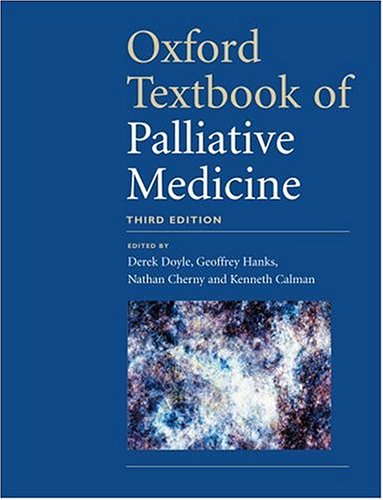 Oxford
Textbook of
Palliative
Medicine
THIRD EDITION
EDITED BY
Derek Doyle, Geoffrey Hanks,
Nathan Cherny and Kenneth Calman